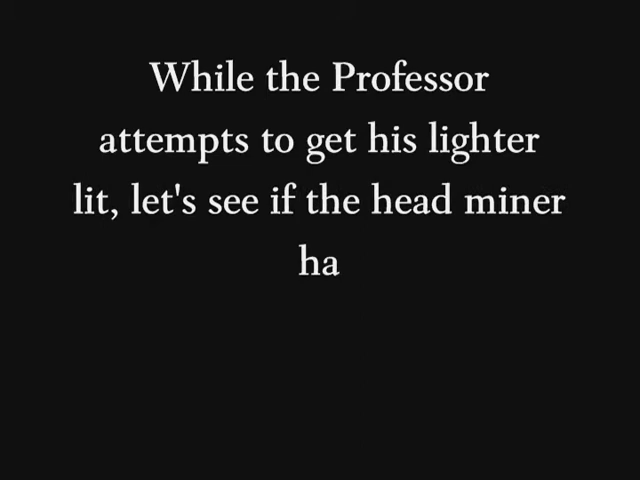 While the Professor
attempts to get his lighter
lit, let's see if the head miner
ha